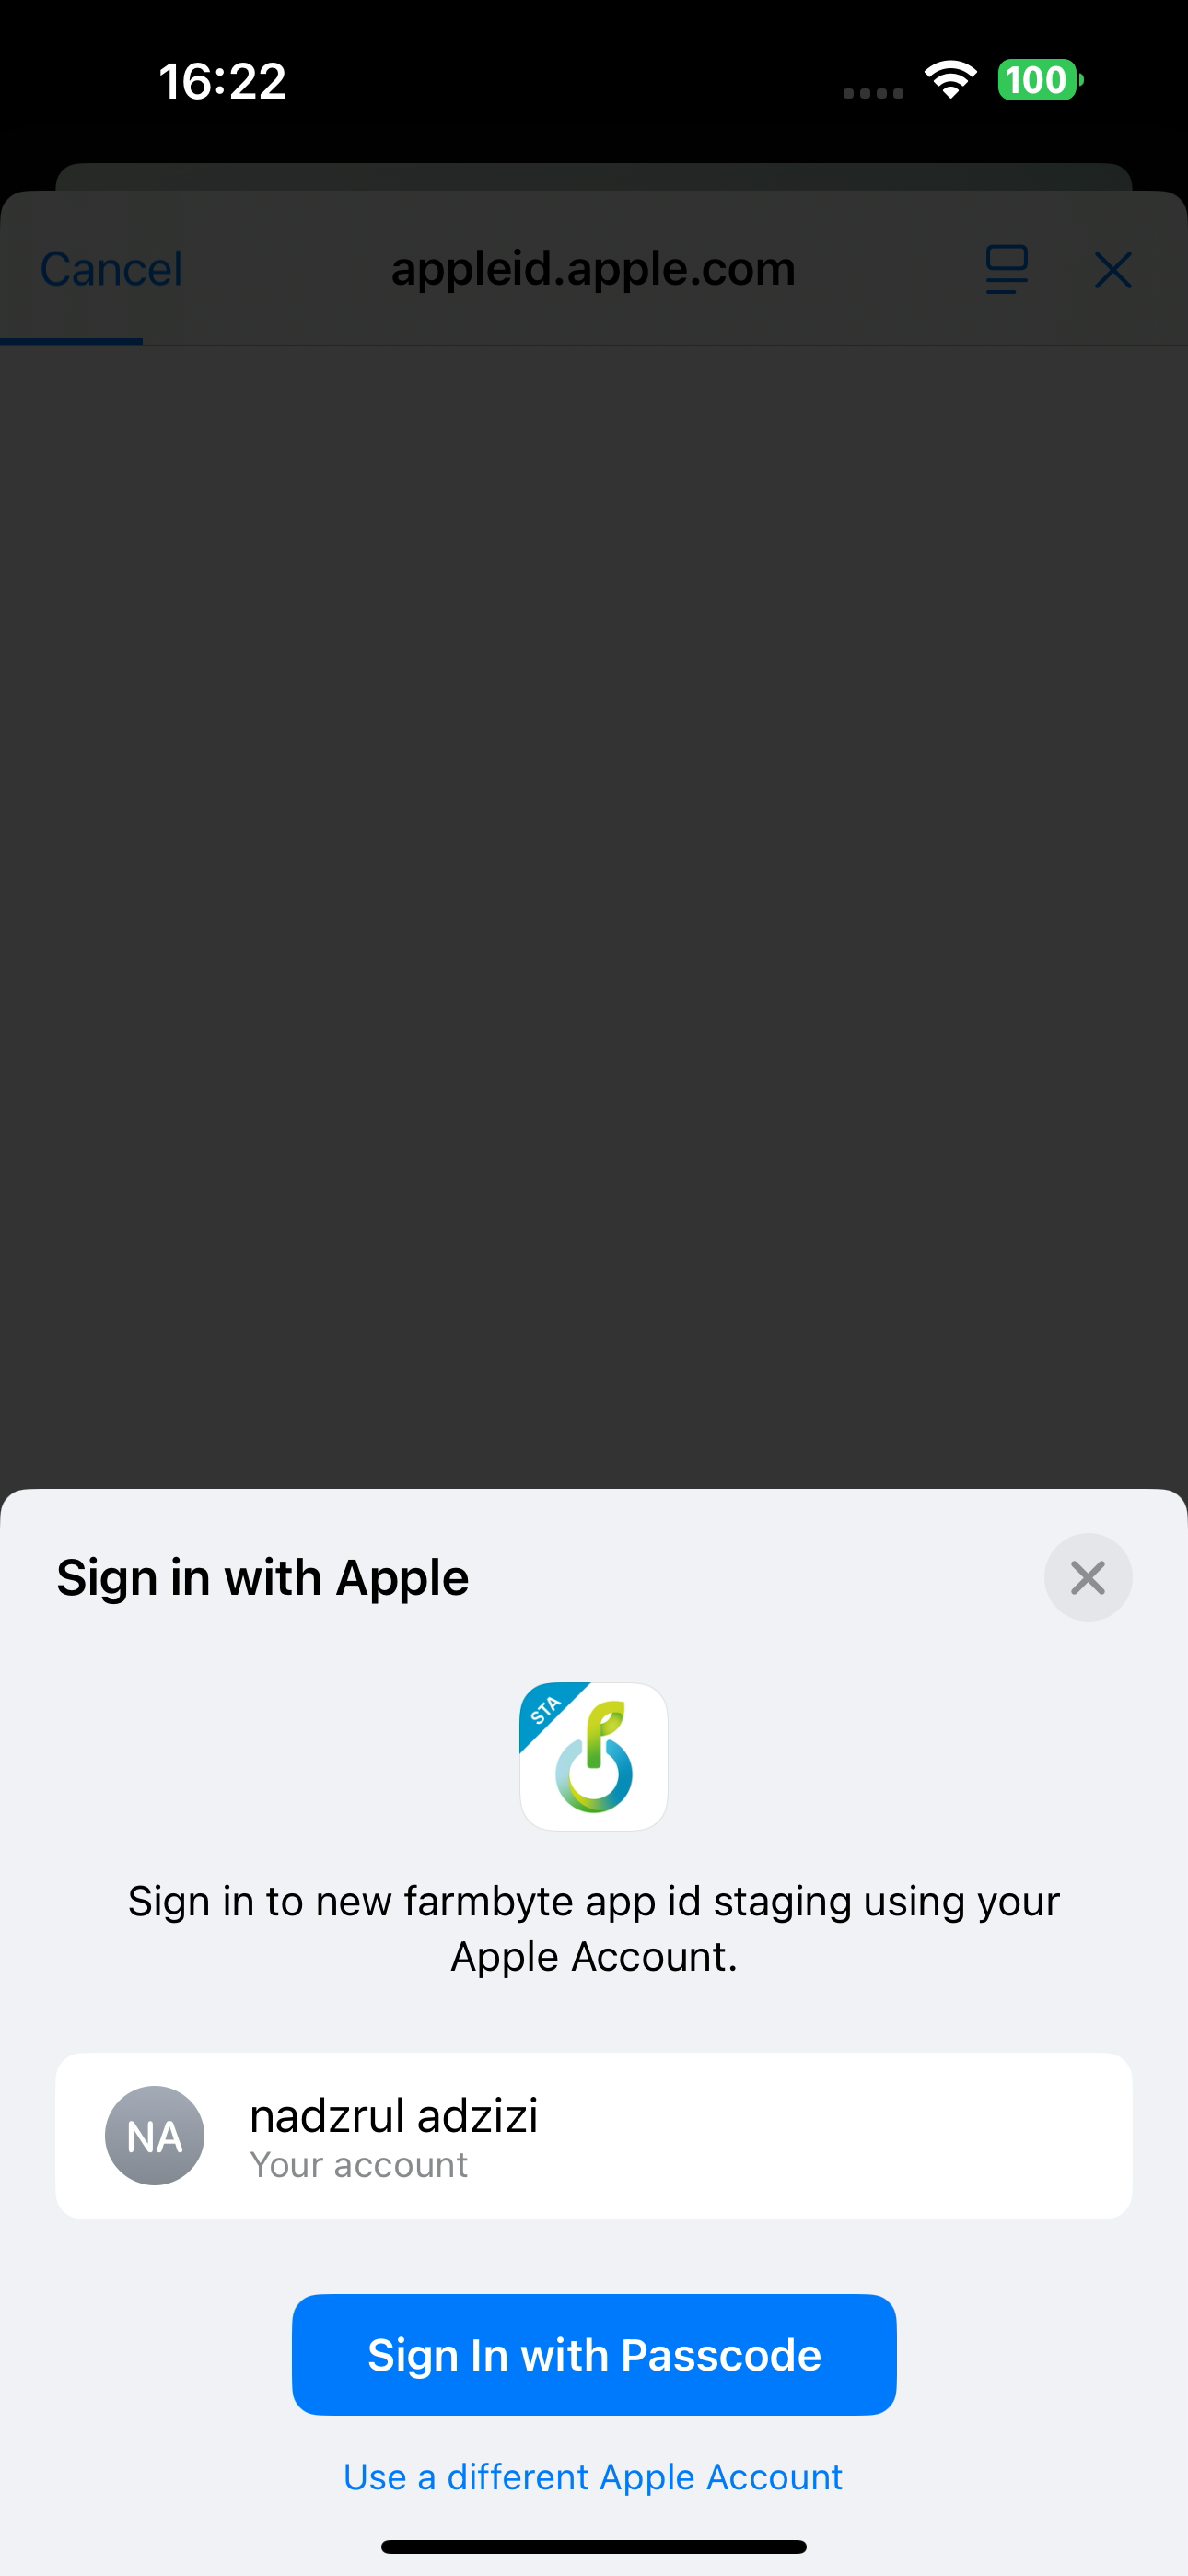 16:22
100
Cancel
appleid.apple.com
Sign in with Apple
STA
Sign in to new farmbyte app id staging using your
Apple Account.
NA
nadzrul adzizi
Your account
Sign In with Passcode
Use a different Apple Account